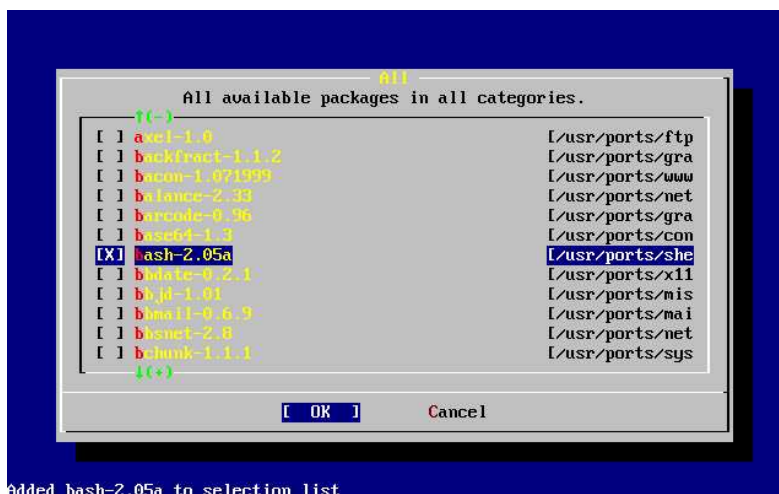 All
All available packages in all categories.
↑(-)
[ ] axel-1.0 [/usr/ports/ftp
[ ] backfract-1.1.2 [/usr/ports/gra
[ ] bacon-1.071999 [/usr/ports/www
[ ] balance-2.33 [/usr/ports/net
[ ] barcode-0.96 [/usr/ports/gra
[ ] base64-1.3 [/usr/ports/con
[X] bash-2.05a [/usr/ports/she
[ ] bbdate-0.2.1 [/usr/ports/x11
[ ] bbjd-1.01 [/usr/ports/mis
[ ] bbmail-0.6.9 [/usr/ports/mai
[ ] bbsnet-2.8 [/usr/ports/net
[ ] bchunk-1.1.1 [/usr/ports/sys
↓(+)
[ OK ] Cancel
Added bash-2.05a to selection list